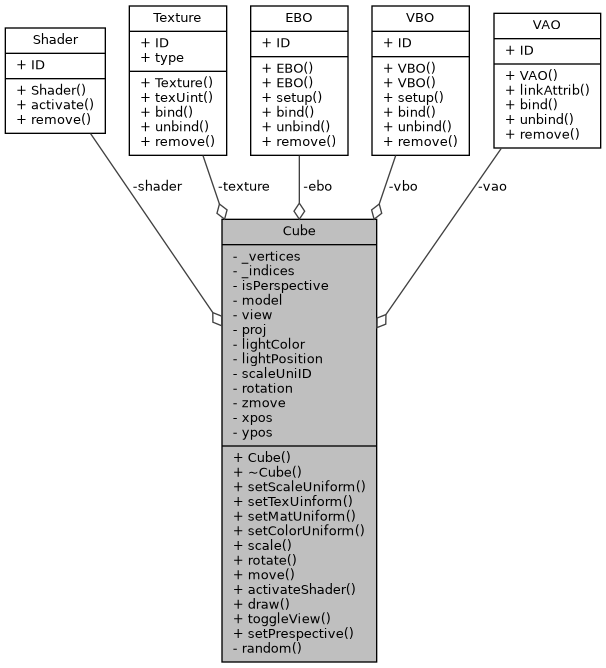 Shader
+ ID
+ Shader()
+ activate()
+ remove()
Texture
+ ID
+ type
+ Texture()
+ texUint()
+ bind()
+ unbind()
+ remove()
EBO
+ ID
+ EBO()
+ EBO()
+ setup()
+ bind()
+ unbind()
+ remove()
VBO
+ ID
+ VBO()
+ VBO()
+ setup()
+ bind()
+ unbind()
+ remove()
VAO
+ ID
+ VAO()
+ linkAttrib()
+ bind()
+ unbind()
+ remove()
-shader
-texture
-ebo
-vbo
-vao
Cube
- _vertices
- _indices
- isPerspective
- model
- view
- proj
- lightColor
- lightPosition
- scaleUniID
- rotation
- zmove
- xpos
- ypos
+ Cube()
+ ~Cube()
+ setScaleUniform()
+ setTexUinform()
+ setMatUniform()
+ setColorUniform()
+ scale()
+ rotate()
+ move()
+ activateShader()
+ draw()
+ toggleView()
+ setPrespective()
- random()